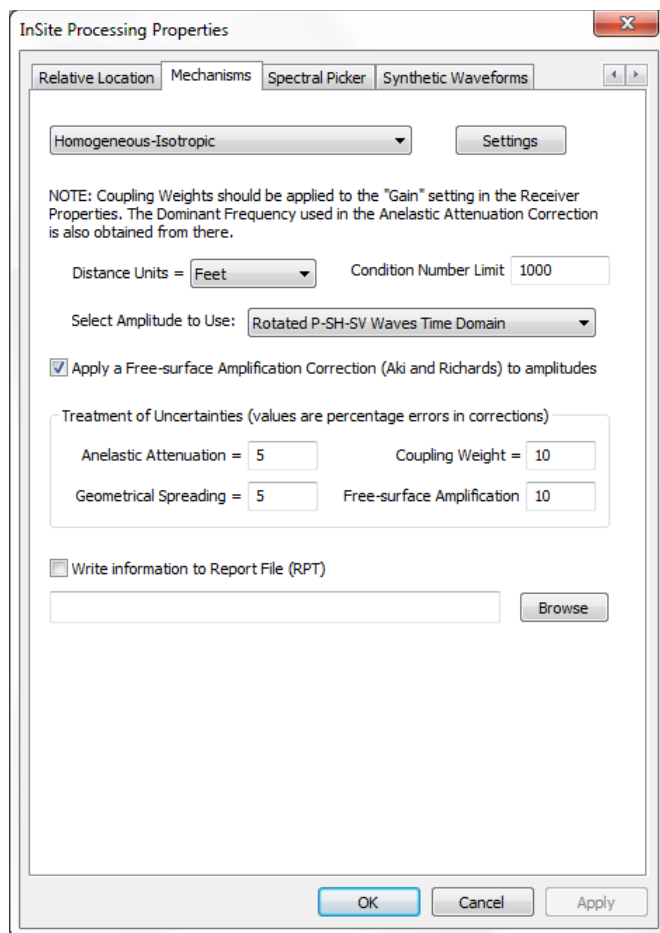 InSite Processing Properties
Relative Location Mechanisms Spectral Picker Synthetic Waveforms
Homogeneous-Isotropic Settings
NOTE: Coupling Weights should be applied to the "Gain" setting in the Receiver
Properties. The Dominant Frequency used in the Anelastic Attenuation Correction
is also obtained from there.
Distance Units = Feet Condition Number Limit 1000
Select Amplitude to Use: Rotated P-SH-SV Waves Time Domain
Apply a Free-surface Amplification Correction (Aki and Richards) to amplitudes
Treatment of Uncertainties (values are percentage errors in corrections)
Anelastic Attenuation = 5 Coupling Weight = 10
Geometrical Spreading = 5 Free-surface Amplification 10
Write information to Report File (RPT)
Browse
OK Cancel Apply